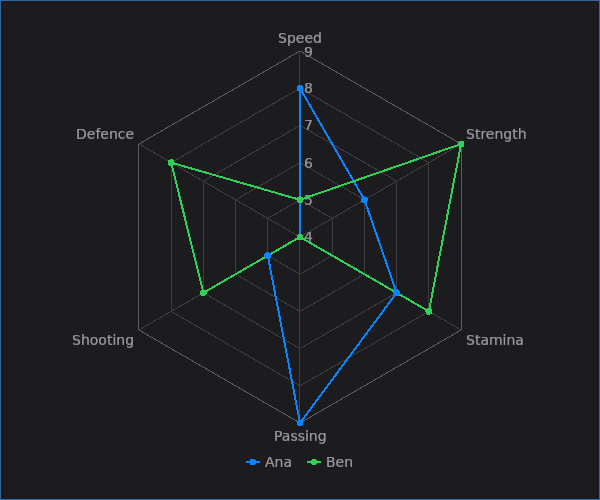 Speed
9
8
7
6
5
4
Defence
Strength
Shooting
Stamina
Passing
Ana Ben